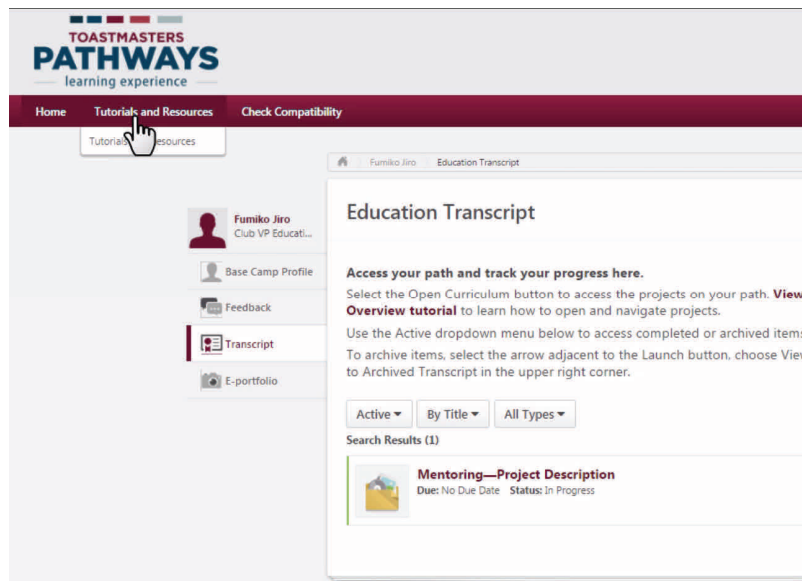 TOASTMASTERS
PATHWAYS
learning experience
Home Tutorials and Resources Check Compatibility
Tutorials esources
Fumiko Jiro Education Transcript
Fumiko Jiro
Club VP Educati...
Base Camp Profile
Feedback
Transcript
E-portfolio
Education Transcript
Access your path and track your progress here.
Select the Open Curriculum button to access the projects on your path. View
Overview tutorial to learn how to open and navigate projects.
Use the Active dropdown menu below to access completed or archived items
To archive items, select the arrow adjacent to the Launch button, choose Vie
to Archived Transcript in the upper right corner.
Active By Title All Types
Search Results (1)
Mentoring—Project Description
Due: No Due Date Status: In Progress